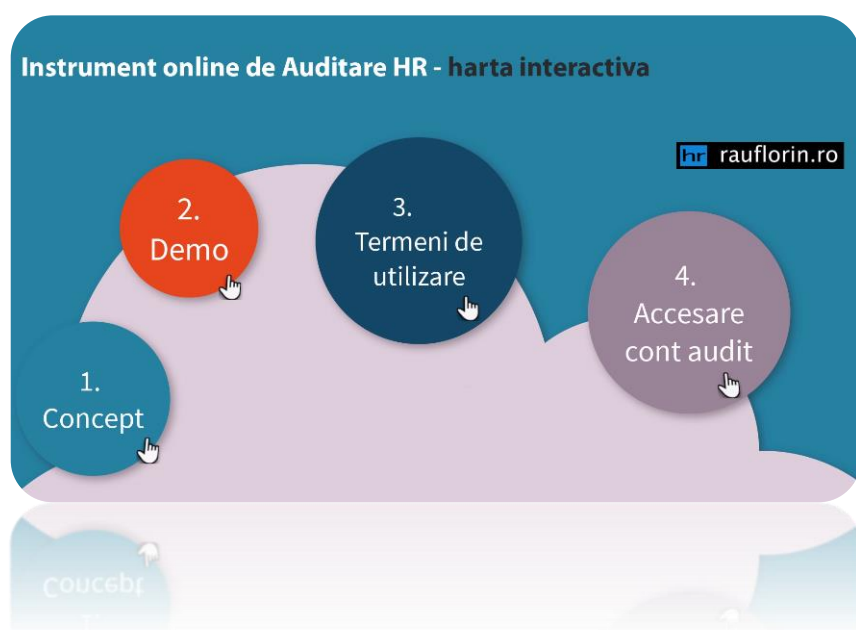 Instrument online de Auditare HR - harta interactiva
hr rauflorin.ro
2.
Demo
3.
Termeni de
utilizare
4.
Accesare
cont audit
1.
Concept